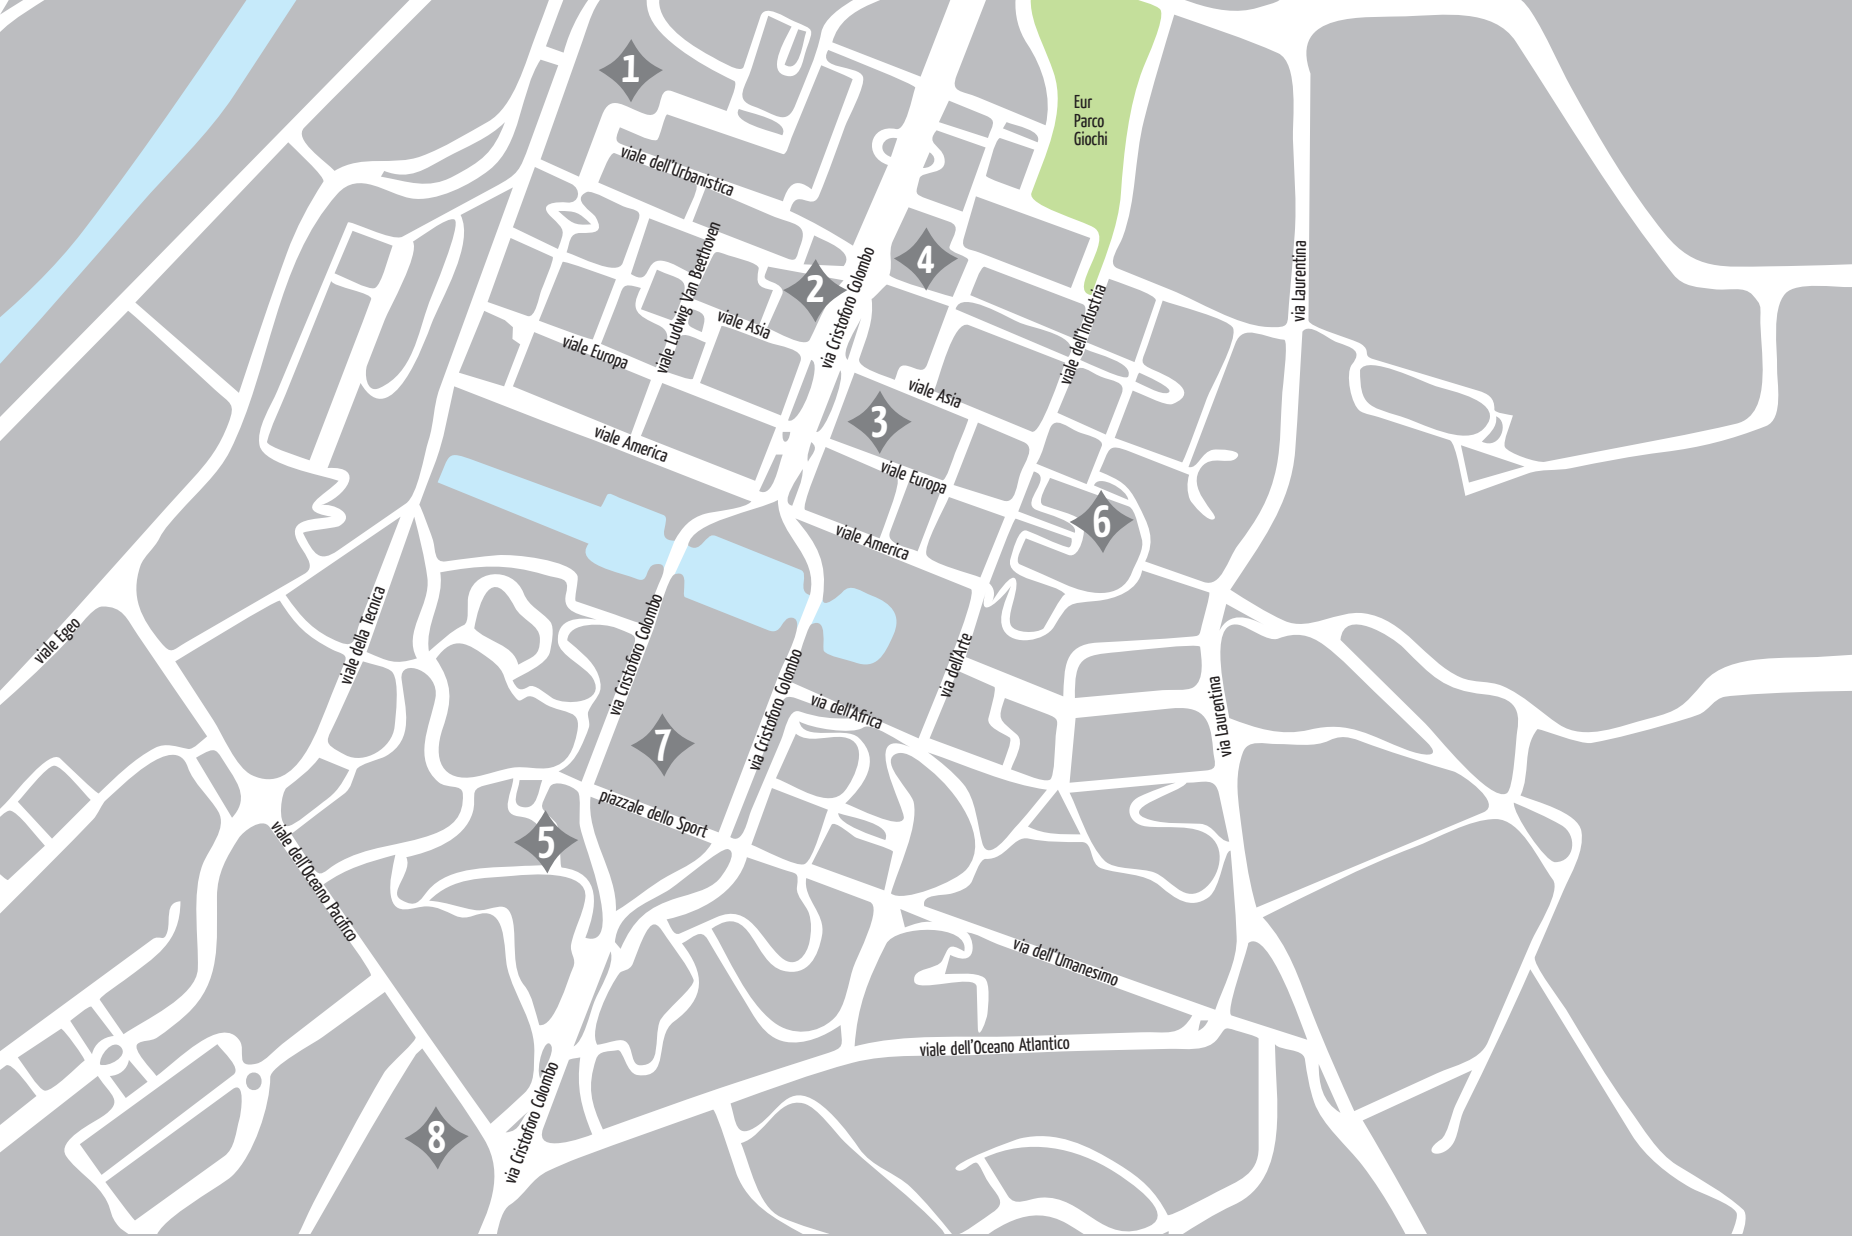 1
Eur
Parco
Giochi
viale dell'Urbanistica
viale Ludwig Van Beethoven
4
2
via Cristoforo Colombo
via Laurentina
viale dell'Industria
viale Asia
viale Europa
viale Asia
3
viale America
viale Europa
6
viale America
viale Egeo
viale della Tecnica
via Cristoforo Colombo
via Cristoforo Colombo
via dell'Arte
via dell'Africa
via Laurentina
7
piazzale dello Sport
5
viale dell'Oceano Pacifico
via dell'Umanesimo
viale dell'Oceano Atlantico
via Cristoforo Colombo
8